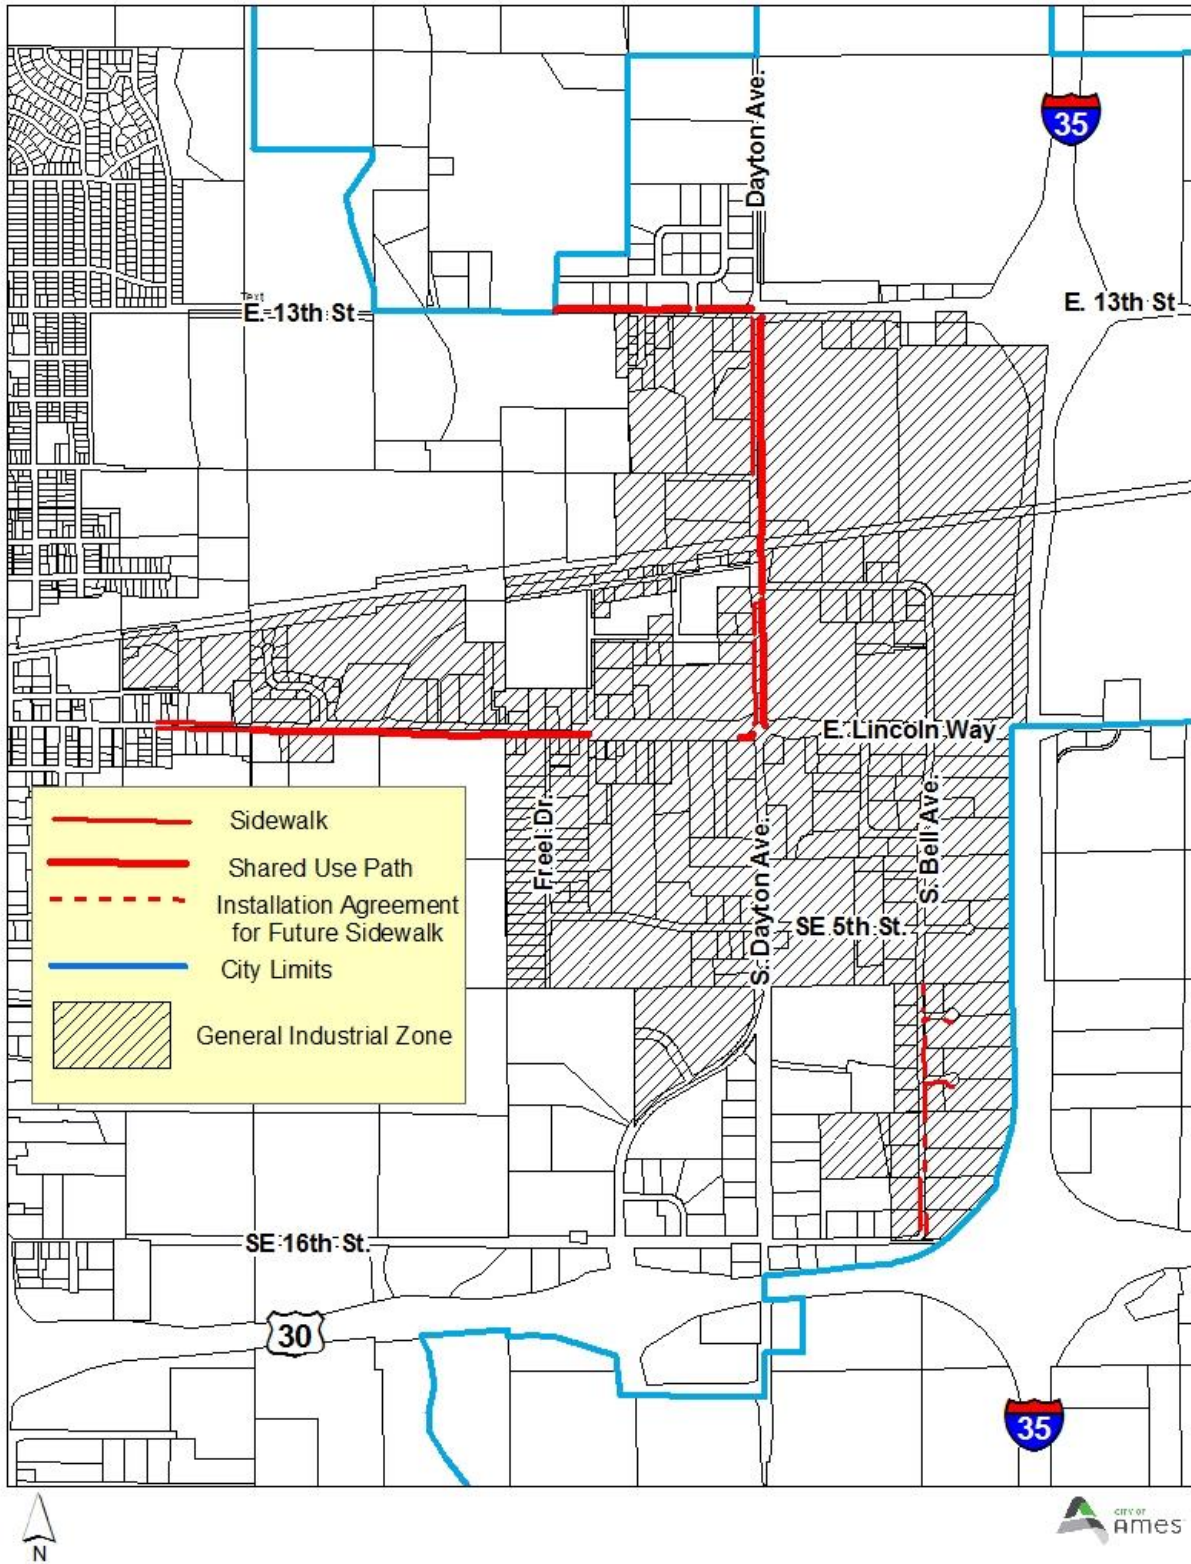 Dayton Ave.
35
Text
E. 13th St
E. 13th St
E. Lincoln Way
Freel Dr.
S. Dayton Ave.
S. Bell Ave.
SE 5th St.
Sidewalk
Shared Use Path
Installation Agreement
for Future Sidewalk
City Limits
General Industrial Zone
SE 16th St.
30
35
N
CITY OF
AMES